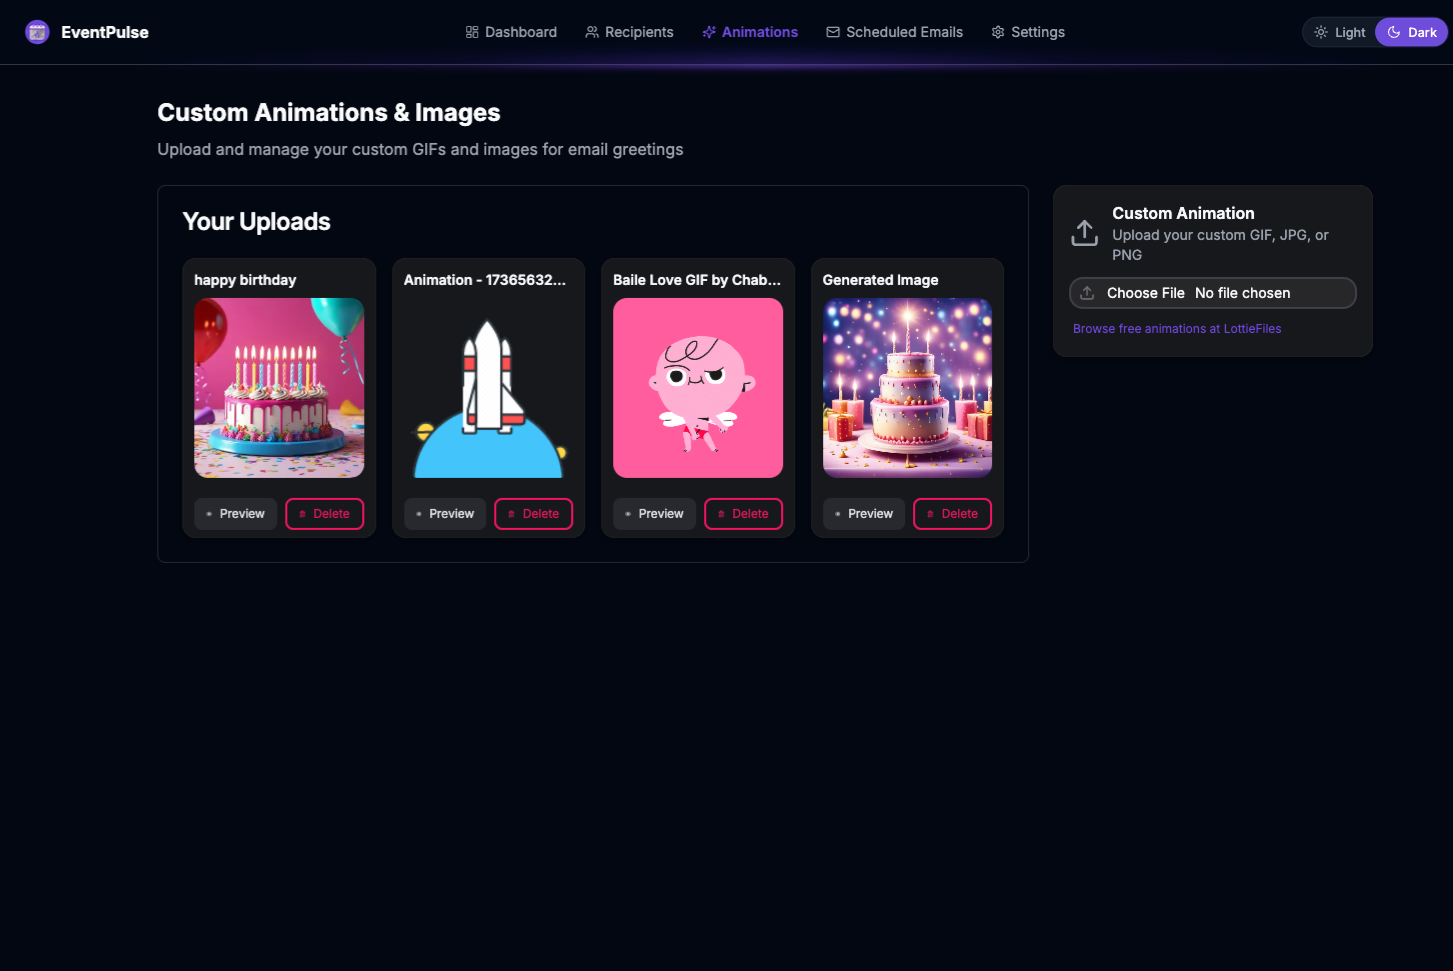 EventPulse
Dashboard
Recipients
Animations
Scheduled Emails
Settings
Light
Dark
Custom Animations & Images
Upload and manage your custom GIFs and images for email greetings
Your Uploads
happy birthday
Preview
Delete
Animation - 17365632...
Preview
Delete
Baile Love GIF by Chab...
Preview
Delete
Generated Image
Preview
Delete
Custom Animation
Upload your custom GIF, JPG, or
PNG
Choose File No file chosen
Browse free animations at LottieFiles